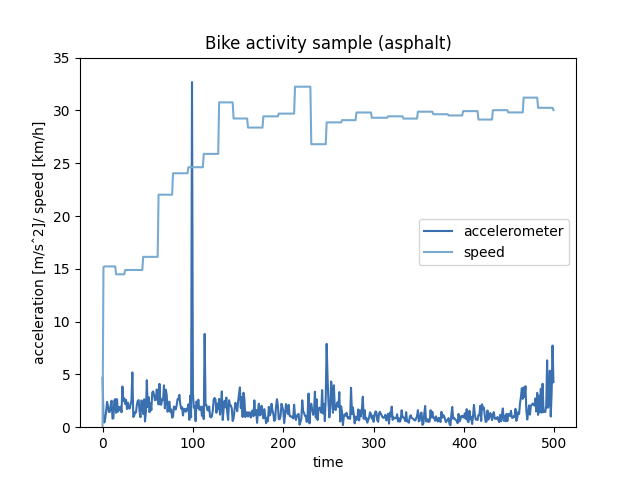 Bike activity sample (asphalt)
35
30
25
20
15
10
5
0
acceleration [m/s^2]/ speed [km/h]
accelerometer
speed
0 100 200 300 400 500
time